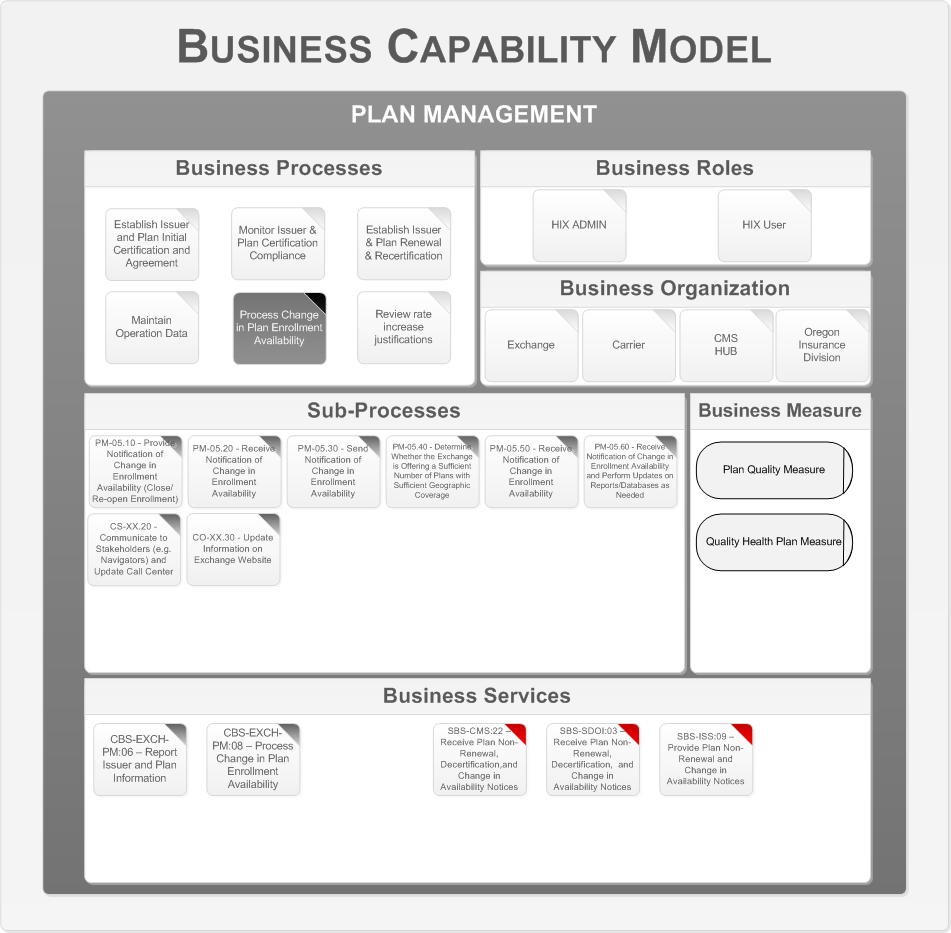 BUSINESS CAPABILITY MODEL
PLAN MANAGEMENT
Business Processes
Establish Issuer
and Plan Initial
Certification and
Agreement
Monitor Issuer &
Plan Certification
Compliance
Establish Issuer
& Plan Renewal
& Recertification
Maintain
Operation Data
Process Change
in Plan Enrollment
Availability
Review rate
increase
justifications
Business Roles
HIX ADMIN
HIX User
Business Organization
Exchange
Carrier
CMS
HUB
Oregon
Insurance
Division
Sub-Processes
PM-05.10 - Provide
Notification of
Change in
Enrollment
Availability (Close/
Re-open Enrollment)
PM-05.20 - Receive
Notification of
Change in
Enrollment
Availability
PM-05.30 - Send
Notification of
Change in
Enrollment
Availability
PM-05.40 - Determine
Whether the Exchange
is Offering a Sufficient
Number of Plans with
Sufficient Geographic
Coverage
PM-05.50 - Receive
Notification of
Change in
Enrollment
Availability
PM-05.60 - Receive
Notification of Change in
Enrollment Availability
and Perform Updates on
Reports/Databases as
Needed
CS-XX.20 -
Communicate to
Stakeholders (e.g.
Navigators) and
Update Call Center
CO-XX.30 - Update
Information on
Exchange Website
Business Measure
Plan Quality Measure
Quality Health Plan Measure
Business Services
CBS-EXCH-
PM:06 – Report
Issuer and Plan
Information
CBS-EXCH-
PM:08 – Process
Change in Plan
Enrollment
Availability
SBS-CMS:22 –
Receive Plan Non-
Renewal,
Decertification,and
Change in
Availability Notices
SBS-SDOI:03 –
Receive Plan Non-
Renewal,
Decertification, and
Change in
Availability Notices
SBS-ISS:09 –
Provide Plan Non-
Renewal and
Change in
Availability Notices